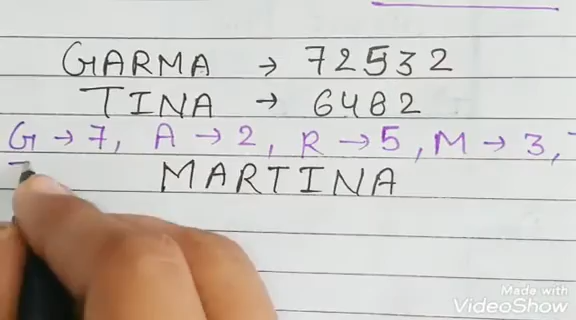 GARMA → 72532
TINA → 6482
G → 7, A → 2, R → 5, M → 3,
MARTINA
Made with
VideoShow